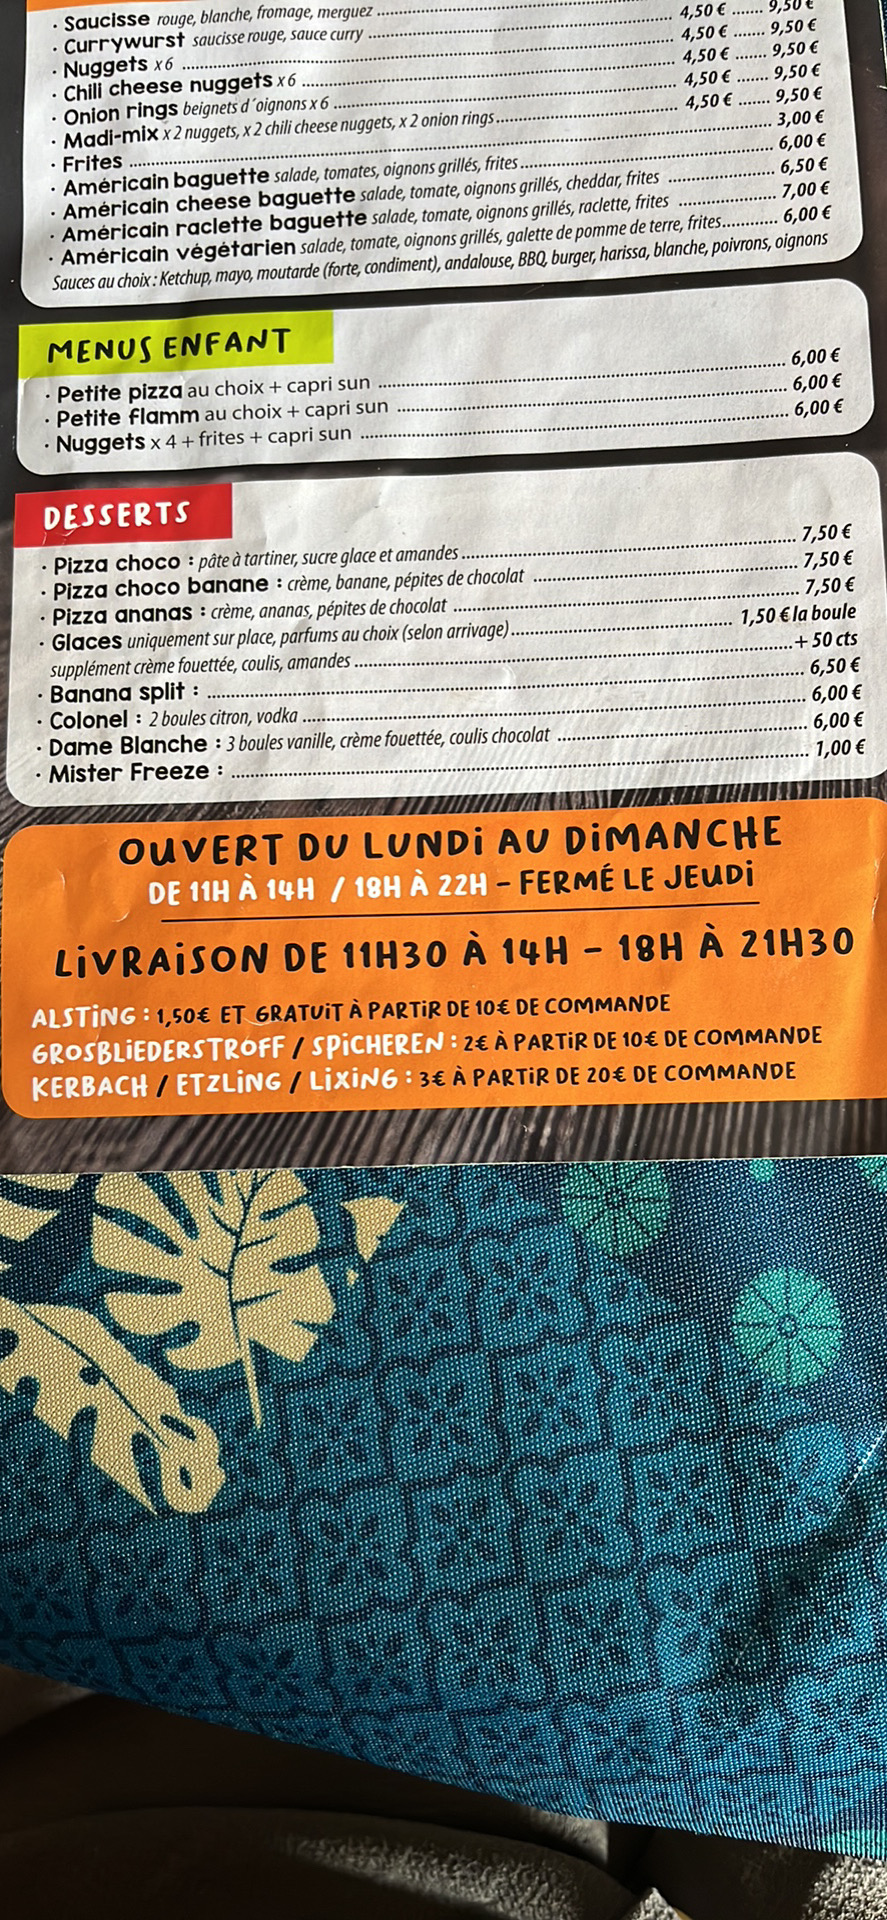 · Saucisse rouge, blanche, fromage, merguez ........ 4,50 € ...... 9,50 €
· Currywurst saucisse rouge, sauce curry ........ 4,50 € ...... 9,50 €
· Nuggets x 6 ........ 4,50 € ...... 9,50 €
· Chili cheese nuggets x 6 ........ 4,50 € ...... 9,50 €
· Onion rings beignets d'oignons x 6 ........ 4,50 € ...... 9,50 €
· Madi-mix x 2 nuggets, x 2 chili cheese nuggets, x 2 onion rings ........
· Frites ........ 3,00 €
· Américain baguette salade, tomates, oignons grillés, frites ........ 6,00 €
· Américain cheese baguette salade, tomate, oignons grillés, cheddar, frites ........ 6,50 €
· Américain raclette baguette salade, tomate, oignons grillés, raclette, frites ........ 7,00 €
· Américain végétarien salade, tomate, oignons grillés, galette de pomme de terre, frites ........ 6,00 €
Sauces au choix : Ketchup, mayo, moutarde (forte, condiment), andalouse, BBQ, burger, harissa, blanche, poivrons, oignons
MENUS ENFANT
· Petite pizza au choix + capri sun ........ 6,00 €
· Petite flamm au choix + capri sun ........ 6,00 €
· Nuggets x 4 + frites + capri sun ........ 6,00 €
DESSERTS
· Pizza choco : pâte à tartiner, sucre glace et amandes ........ 7,50 €
· Pizza choco banane : crème, banane, pépites de chocolat ........ 7,50 €
· Pizza ananas : crème, ananas, pépites de chocolat ........ 7,50 €
· Glaces uniquement sur place, parfums au choix (selon arrivage) ........ 1,50 € la boule
supplément crème fouettée, coulis, amandes ........ + 50 cts
· Banana split : ........ 6,50 €
· Colonel : 2 boules citron, vodka ........ 6,00 €
· Dame Blanche : 3 boules vanille, crème fouettée, coulis chocolat ........ 6,00 €
· Mister Freeze : ........ 1,00 €
OUVERT DU LUNDI AU DIMANCHE
DE 11H À 14H / 18H À 22H - FERMÉ LE JEUDI
LIVRAISON DE 11H30 À 14H - 18H À 21H30
ALSTING : 1,50€ ET GRATUIT À PARTIR DE 10€ DE COMMANDE
GROSBLIEDERSTROFF / SPICHEREN : 2€ À PARTIR DE 10€ DE COMMANDE
KERBACH / ETZLING / LIXING : 3€ À PARTIR DE 20€ DE COMMANDE